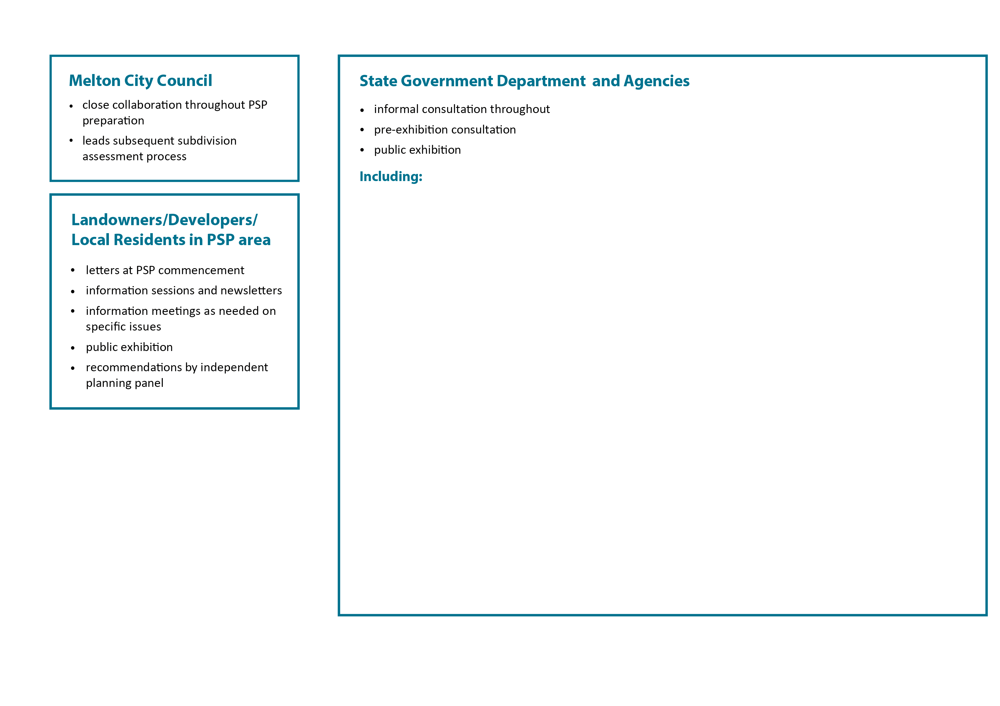 Melton City Council
• close collaboration throughout PSP
preparation
• leads subsequent subdivision
assessment process
Landowners/Developers/
Local Residents in PSP area
• letters at PSP commencement
• information sessions and newsletters
• information meetings as needed on
specific issues
• public exhibition
• recommendations by independent
planning panel
State Government Department and Agencies
• informal consultation throughout
• pre-exhibition consultation
• public exhibition
Including: